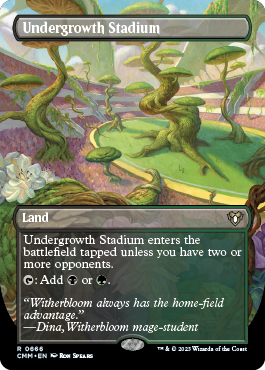 Undergrowth Stadium
Land
Undergrowth Stadium enters the
battlefield tapped unless you have two or
more opponents.
: Add or .
“Witherbloom always has the home-field
advantage.”
—Dina, Witherbloom mage-student
R 0666
CMM • EN Ron Spears
™ & © 2023 Wizards of the Coast